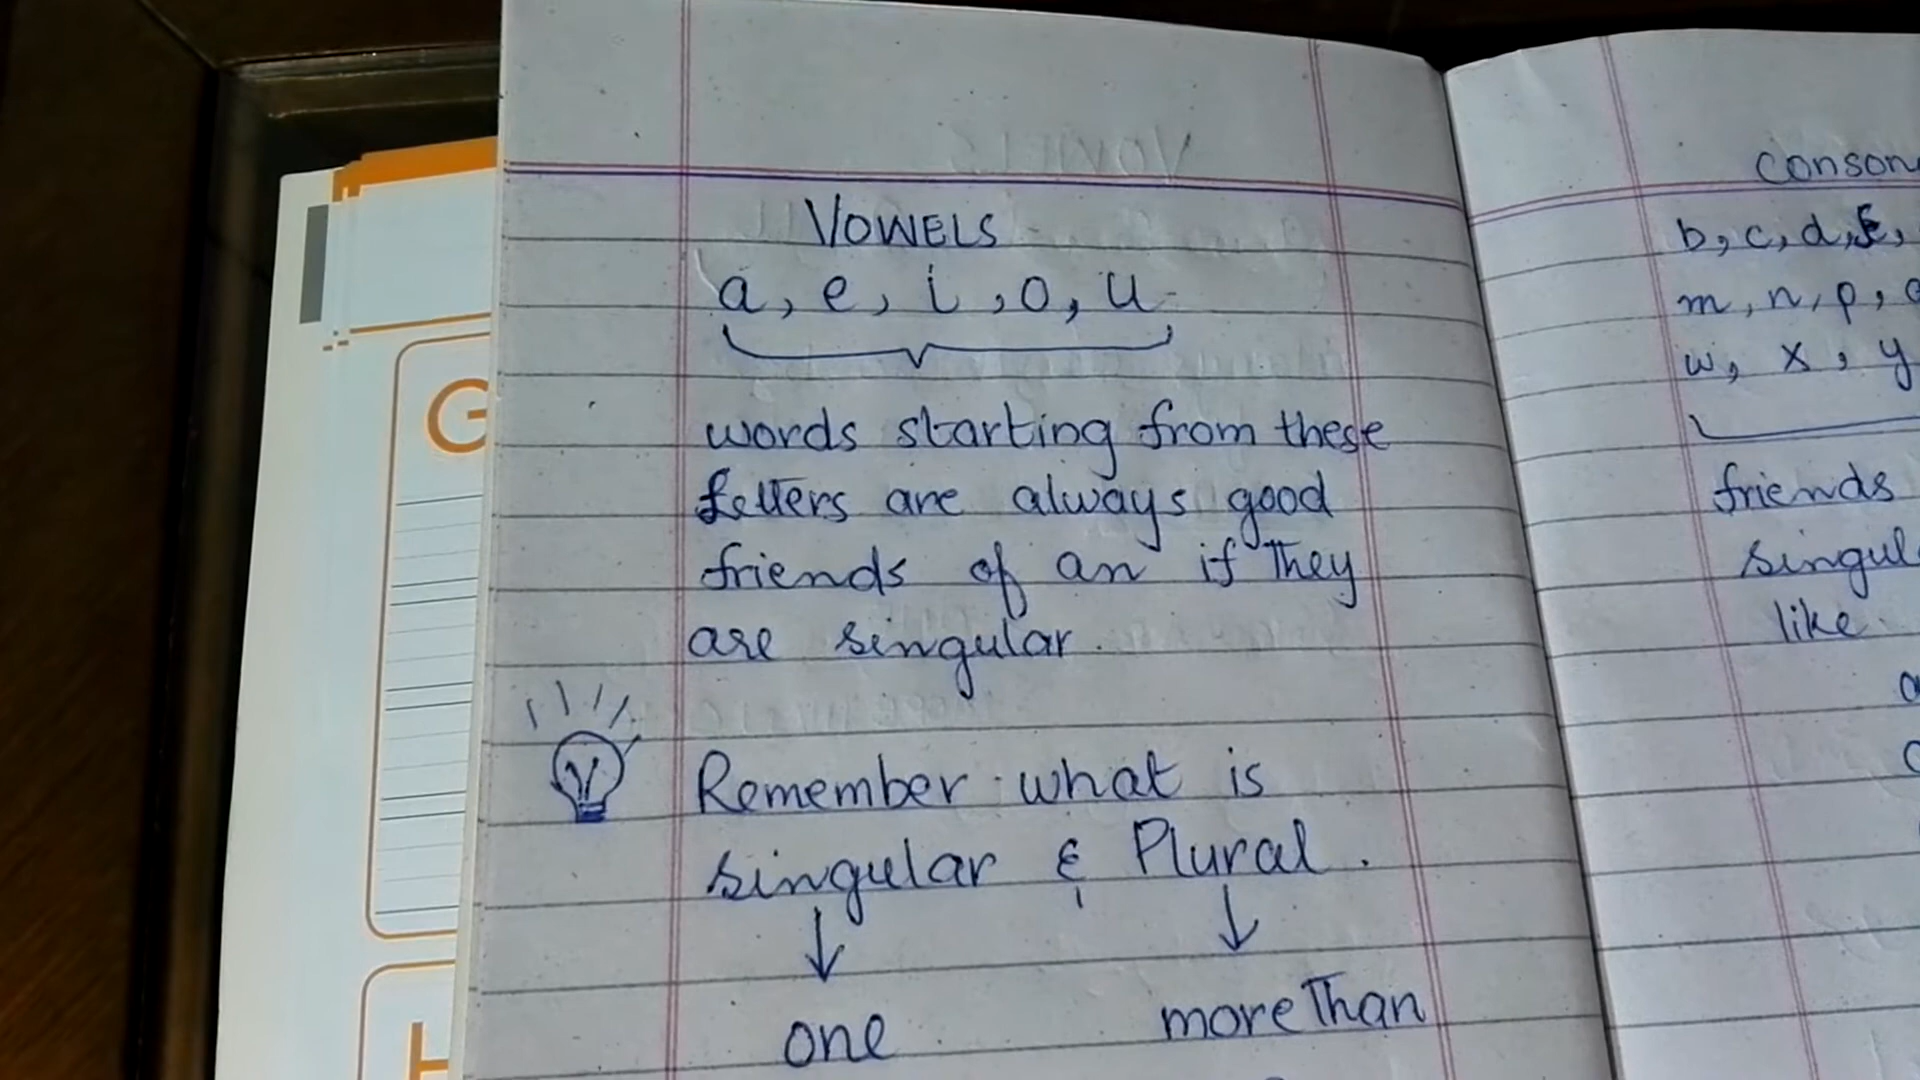 VOWELS
a, e, i, o, u
words starting from these
letters are always good
friends of an if they
are singular.
Remember what is
singular & Plural.
one more Than
Conson
b, c, d, f,
m, n, p,
w, x, y
friends
singul
like
G